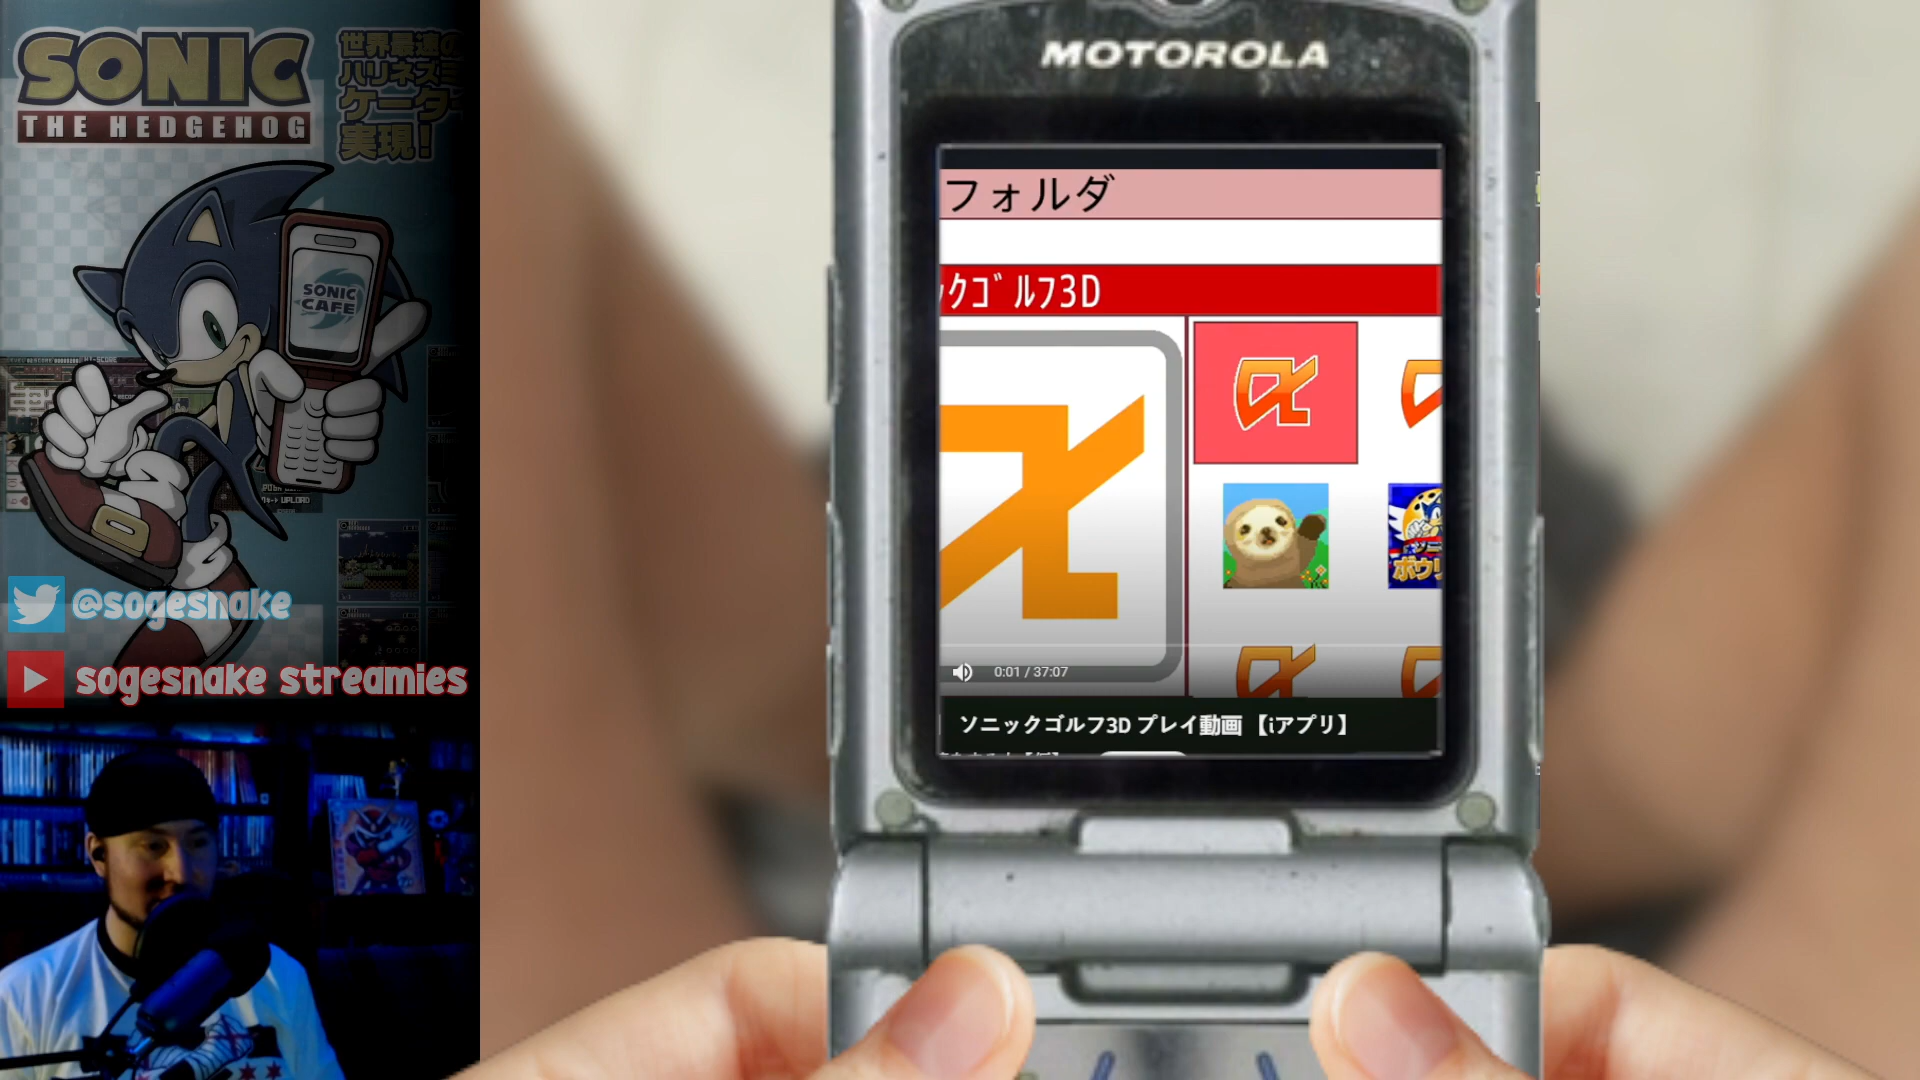 SONIC
THE HEDGEHOG
世界最速の
ハリネズミ
ケータ
実現!
SONIC
CAFE
@sogesnake
sogesnake streamies
MOTOROLA
フォルダ
ックゴルフ3D
0:01 / 37:07
ソニックゴルフ3D プレイ動画 【iアプリ】